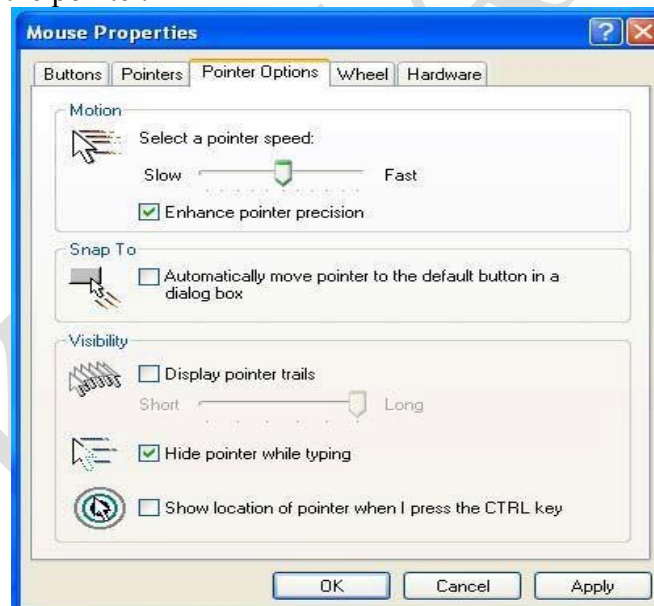 Mouse Properties
Buttons Pointers Pointer Options Wheel Hardware
Motion
Select a pointer speed:
Slow Fast
Enhance pointer precision
Snap To
Automatically move pointer to the default button in a
dialog box
Visibility
Display pointer trails
Short Long
Hide pointer while typing
Show location of pointer when I press the CTRL key
OK Cancel Apply